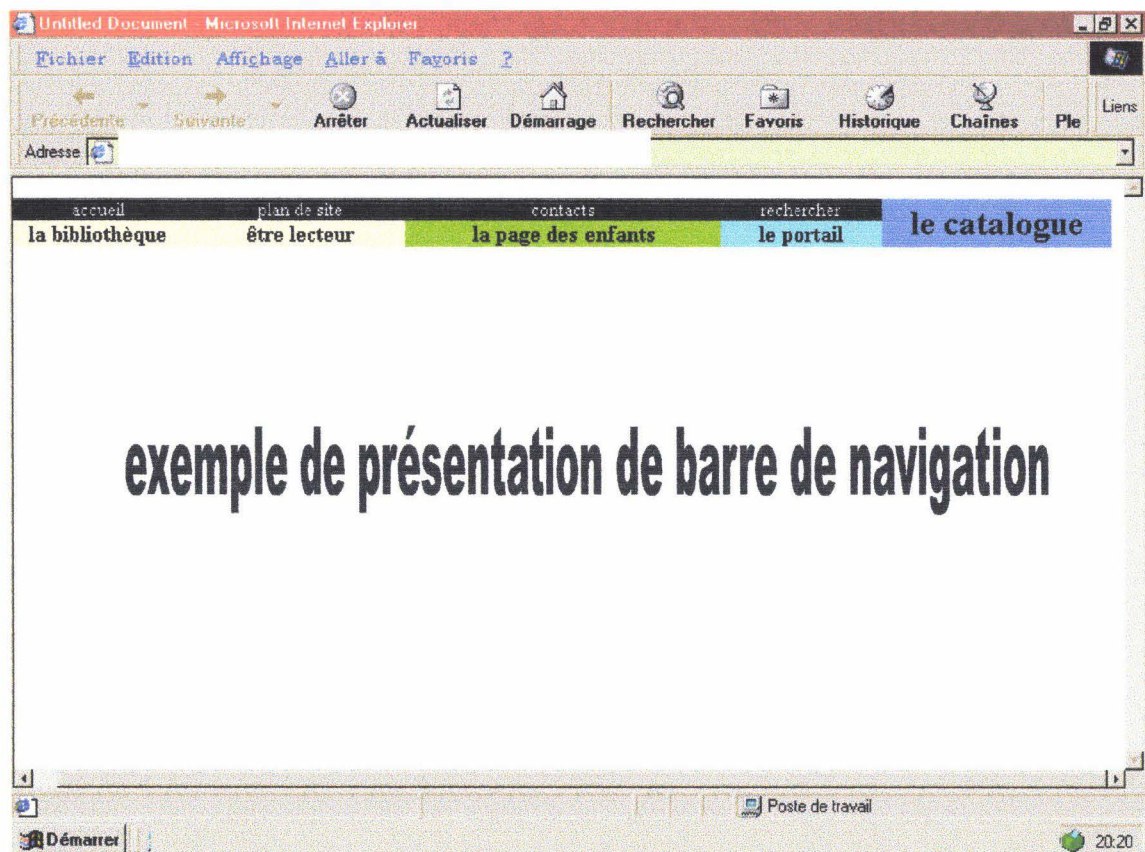 Untitled Document - Microsoft Internet Explorer
Fichier Edition Affichage Aller à Favoris ?
Précédente Suivante Arrêter Actualiser Démarrage Rechercher Favoris Historique Chaînes Ple Liens
Adresse
accueil plan de site contacts rechercher
la bibliothèque être lecteur la page des enfants le portail le catalogue
exemple de présentation de barre de navigation
Poste de travail
Démarrer 20:20